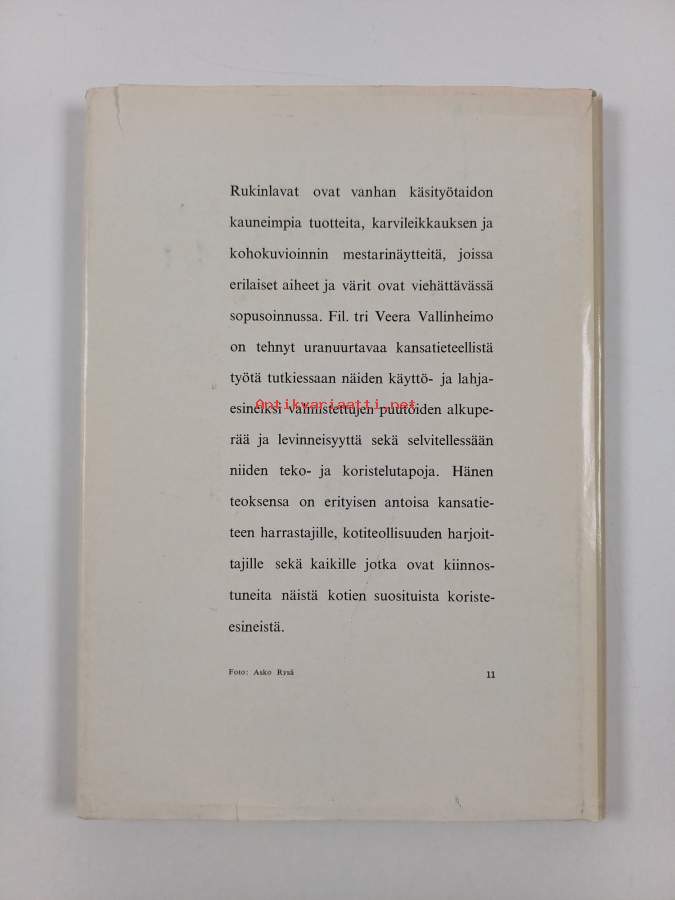 Rukinlavat ovat vanhan käsityötaidon
kauneimpia tuotteita, karvileikkauksen ja
kohokuvioinnin mestarinäytteitä, joissa
erilaiset aiheet ja värit ovat viehättävässä
sopusoinnussa. Fil. tri Veera Vallinheimo
on tehnyt uranuurtavaa kansatieteellistä
työtä tutkiessaan näiden käyttö- ja lahja-
Antikvariaatti.net
esineiksi valmistettujen puutöiden alkupe-
rää ja levinneisyyttä sekä selvitellessään
niiden teko- ja koristelutapoja. Hänen
teoksensa on erityisen antoisa kansatie-
teen harrastajille, kotiteollisuuden harjoit-
tajille sekä kaikille jotka ovat kiinnos-
tuneita näistä kotien suosituista koriste-
esineistä.
Foto: Asko Rysä 11